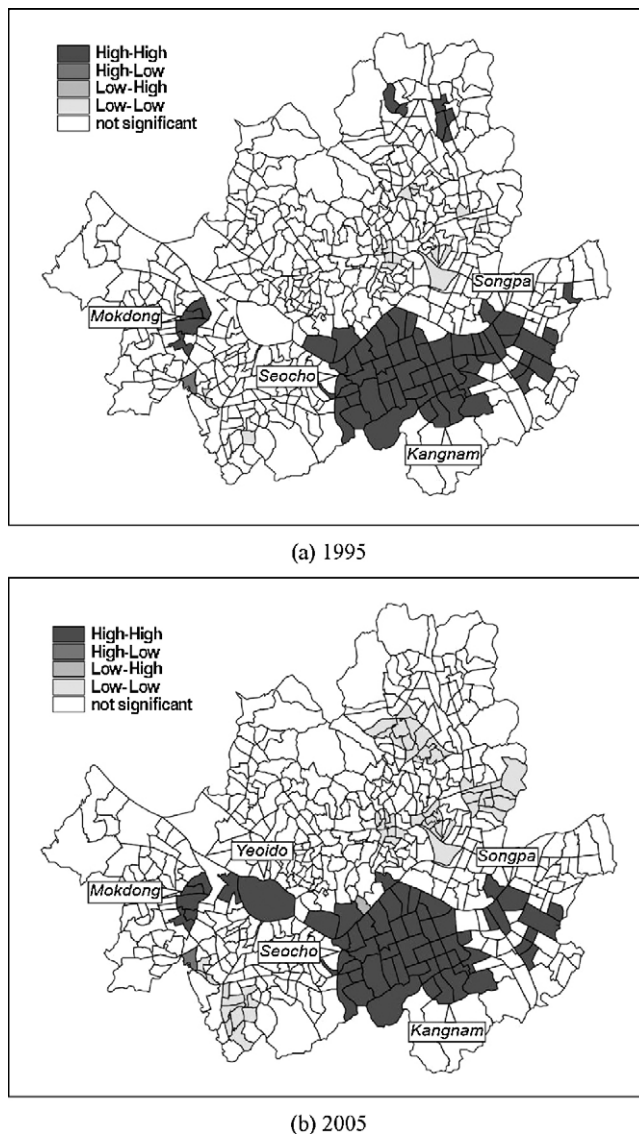 High-High
High-Low
Low-High
Low-Low
not significant
Songpa
Mokdong
Seocho
Kangnam
(a) 1995
High-High
High-Low
Low-High
Low-Low
not significant
Yeoido
Songpa
Mokdong
Seocho
Kangnam
(b) 2005